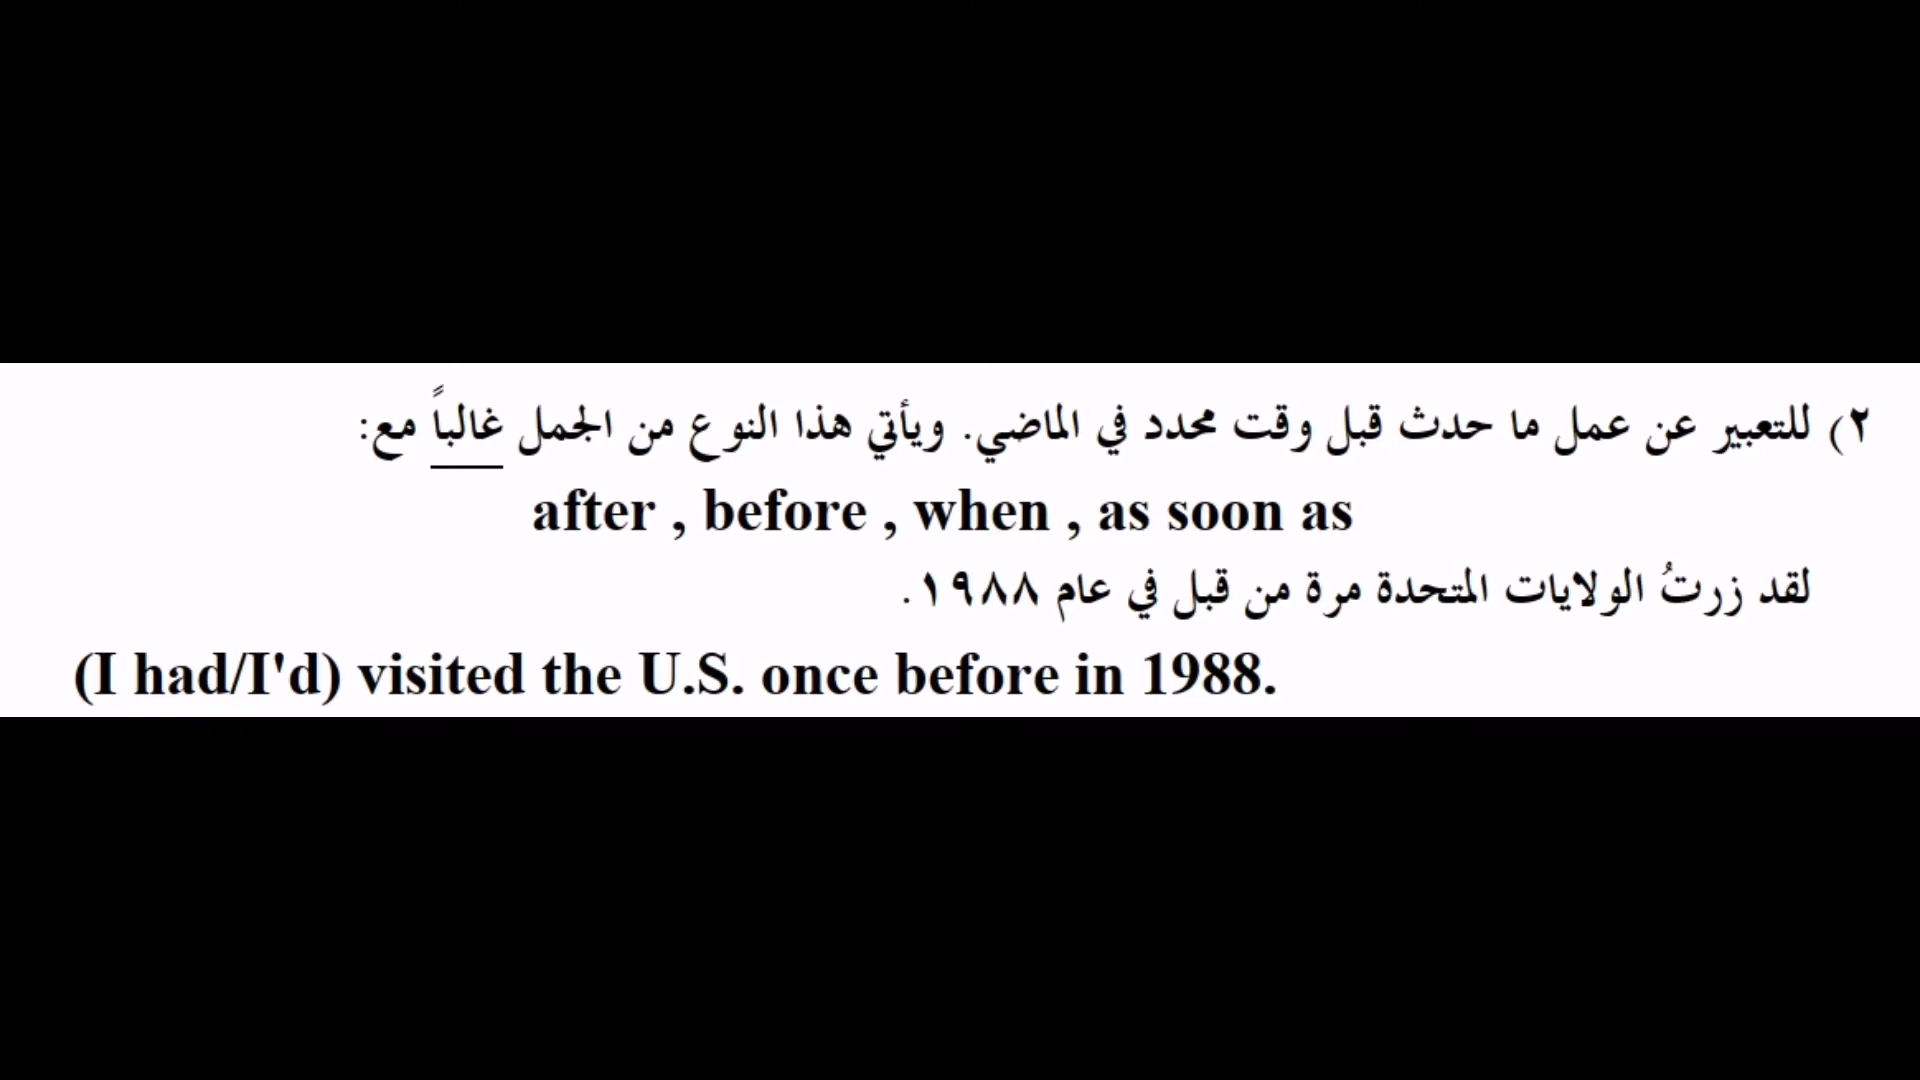 ٢) للتعبير عن عمل ما حدث قبل وقت محدد في الماضي. ويأتي هذا النوع من الجمل غالباً مع:
after , before , when , as soon as
لقد زرتُ الولايات المتحدة مرة من قبل في عام ١٩٨٨.
(I had/I'd) visited the U.S. once before in 1988.